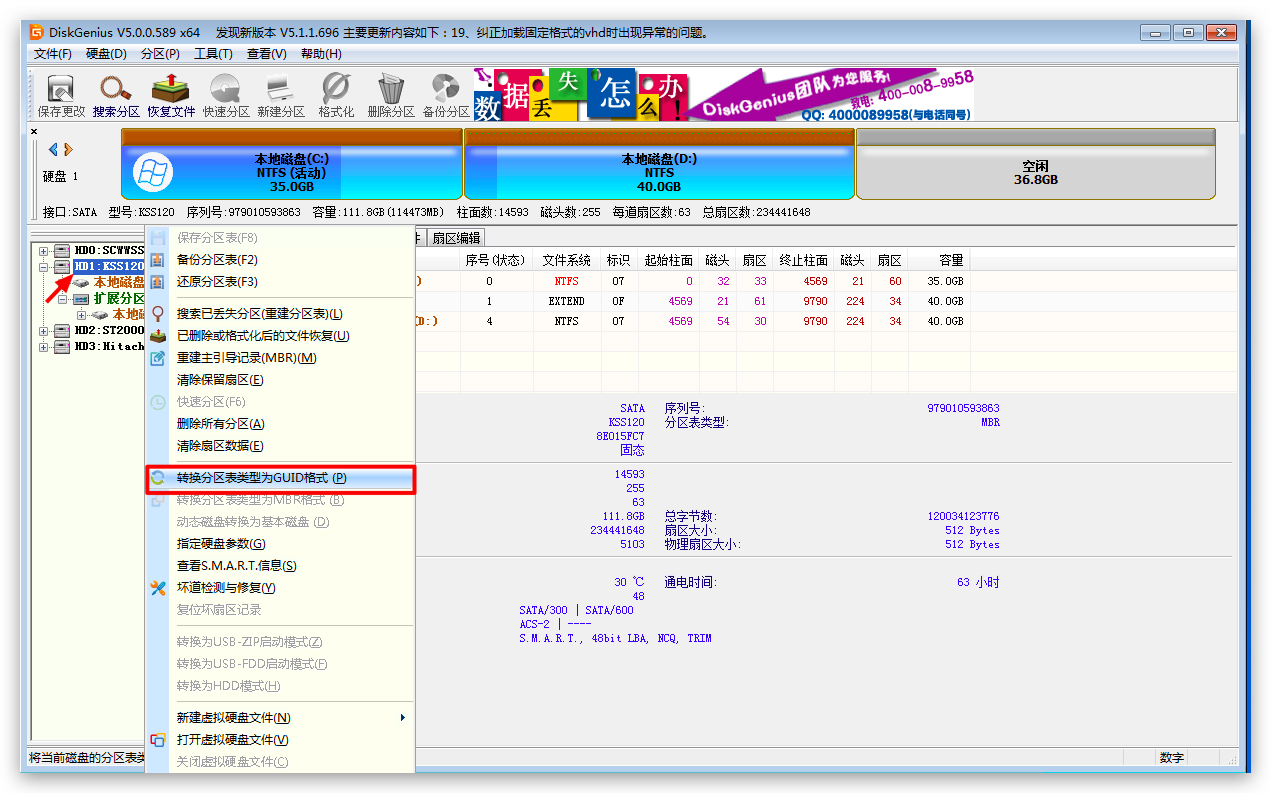 DiskGenius V5.0.0.589 x64 发现新版本 V5.1.1.696 主要更新内容如下：19、纠正加载固定格式的vhd时出现异常的问题。
文件(F) 硬盘(D) 分区(P) 工具(T) 查看(V) 帮助(H)
保存更改 搜索分区 恢复文件 快速分区 新建分区 格式化 删除分区 备份分区
数据丢失怎么办!
DiskGenius团队为您服务!
致电: 400-008-9958
QQ: 4000089958(与电话同号)
硬盘 1
本地磁盘(C:)
NTFS (活动)
35.0GB
本地磁盘(D:)
NTFS
40.0GB
空闲
36.8GB
接口:SATA 型号:KSS120 序列号:979010593863 容量:111.8GB(114473MB) 柱面数:14593 磁头数:255 每道扇区数:63 总扇区数:234441648
HD0:SCWWSS
HD1:KSS120
本地磁盘
扩展分区
本地磁
HD2:ST2000
HD3:Hitach
保存分区表(F8)
备份分区表(F2)
还原分区表(F3)
搜索已丢失分区(重建分区表)(L)
已删除或格式化后的文件恢复(U)
重建主引导记录(MBR)(M)
清除保留扇区(E)
快速分区(F6)
删除所有分区(A)
清除扇区数据(E)
转换分区表类型为GUID格式 (P)
转换分区表类型为MBR格式 (B)
动态磁盘转换为基本磁盘 (D)
指定硬盘参数(G)
查看S.M.A.R.T.信息(S)
坏道检测与修复(Y)
复位坏扇区记录
转换为USB-ZIP启动模式(Z)
转换为USB-FDD启动模式(F)
转换为HDD模式(H)
新建虚拟硬盘文件(N)
打开虚拟硬盘文件(V)
关闭虚拟硬盘文件(C)
件 扇区编辑
序号(状态) 文件系统 标识 起始柱面 磁头 扇区 终止柱面 磁头 扇区 容量
) 0 NTFS 07 0 32 33 4569 21 60 35.0GB
1 EXTEND 0F 4569 21 61 9790 224 34 40.0GB
(D:) 4 NTFS 07 4569 54 30 9790 224 34 40.0GB
SATA 序列号: 979010593863
KSS120 分区表类型: MBR
8E015FC7
固态
14593
255
63
111.8GB 总字节数: 120034123776
234441648 扇区大小: 512 Bytes
5103 物理扇区大小: 512 Bytes
30 ℃ 通电时间: 63 小时
48
SATA/300 | SATA/600
ACS-2 | ----
S.M.A.R.T., 48bit LBA, NCQ, TRIM
将当前磁盘的分区表类 数字